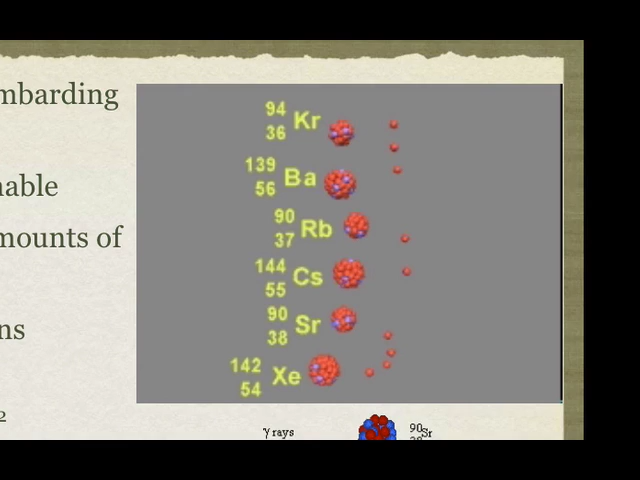 mbarding
nable
mounts of
ns
2
94
36 Kr
139
56 Ba
90
37 Rb
144
55 Cs
90
38 Sr
142
54 Xe
γ rays
90
Sr